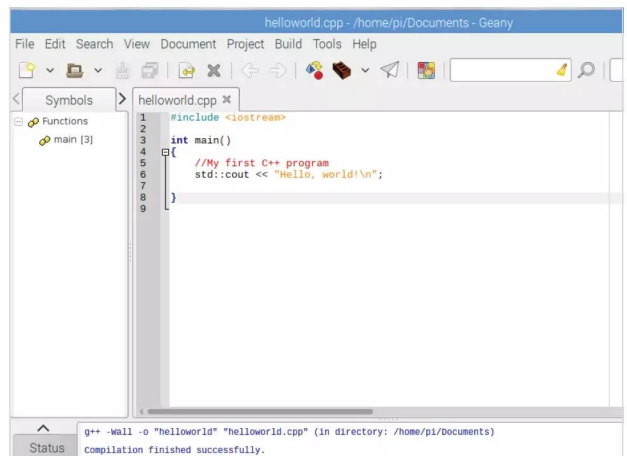 helloworld.cpp - /home/pi/Documents - Geany
File Edit Search View Document Project Build Tools Help
Symbols
helloworld.cpp
Functions
main [3]
1 #include <iostream>
2
3 int main()
4 {
5 //My first C++ program
6 std::cout << "Hello, world!\n";
7
8 }
9
g++ -Wall -o "helloworld" "helloworld.cpp" (in directory: /home/pi/Documents)
Status
Compilation finished successfully.